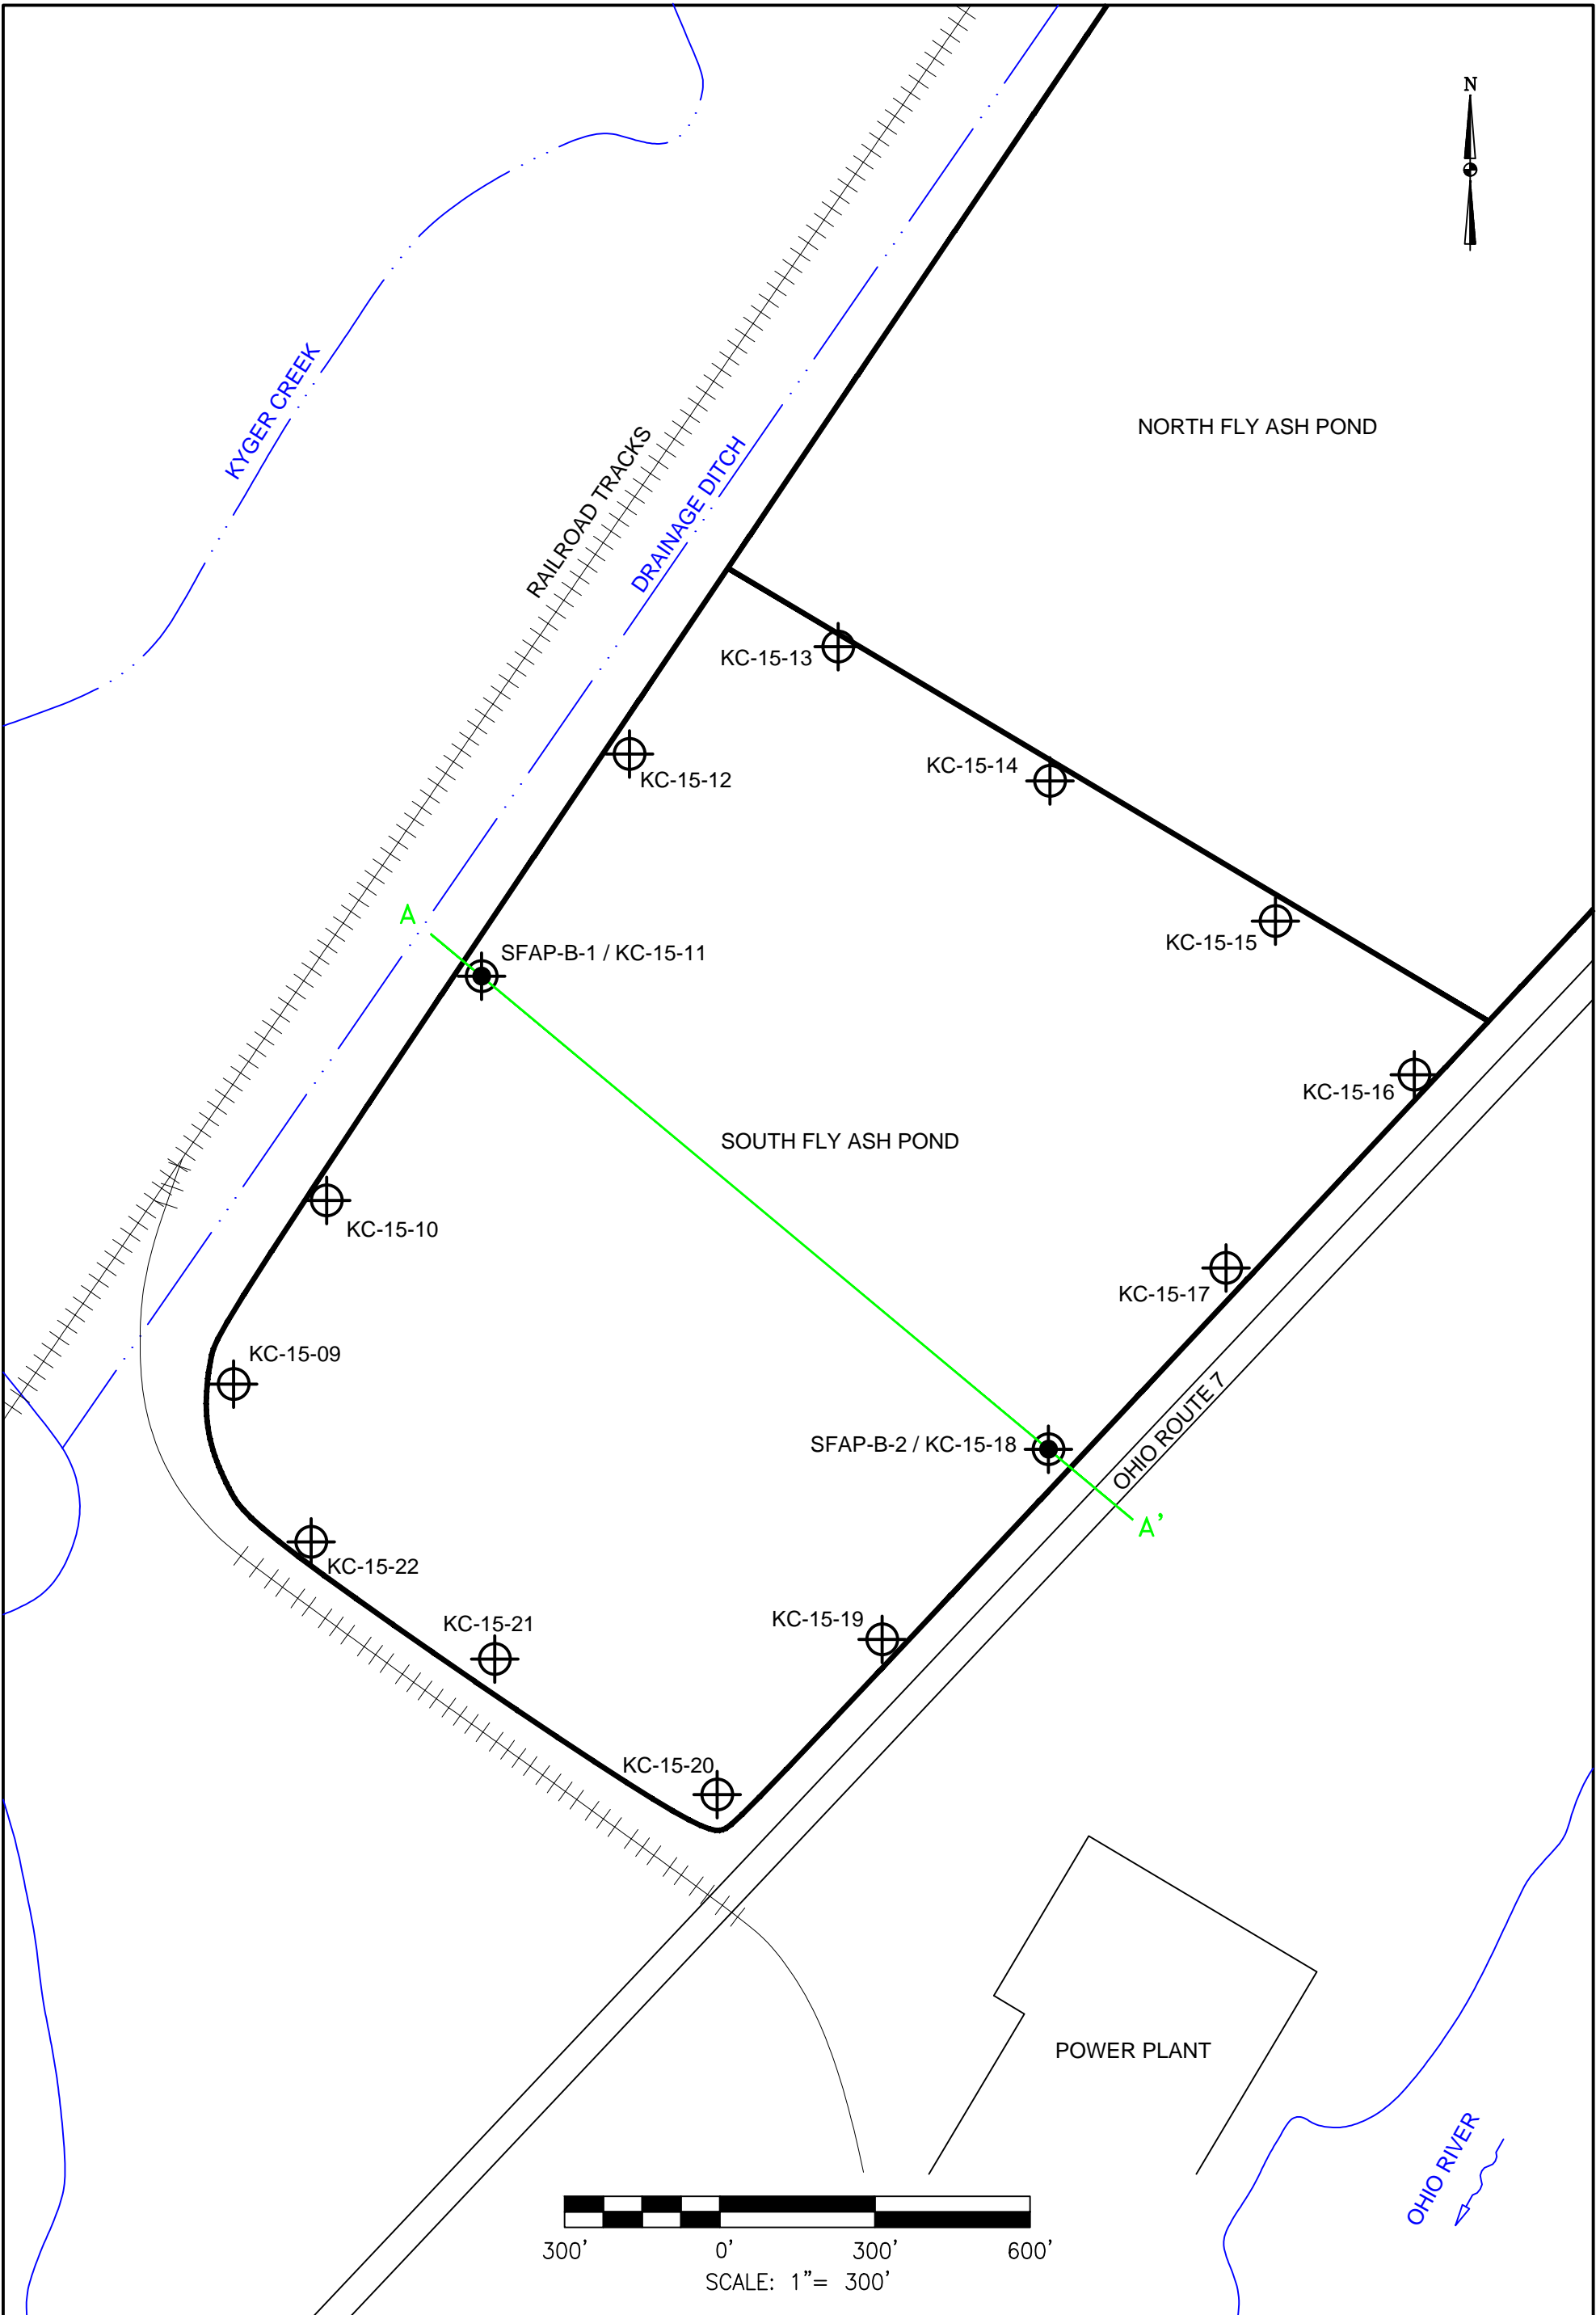 N
KYGER CREEK
RAILROAD TRACKS
DRAINAGE DITCH
NORTH FLY ASH POND
KC-15-13
KC-15-12
KC-15-14
A
SFAP-B-1 / KC-15-11
KC-15-15
KC-15-16
SOUTH FLY ASH POND
KC-15-10
KC-15-17
KC-15-09
OHIO ROUTE 7
SFAP-B-2 / KC-15-18
A'
KC-15-22
KC-15-21
KC-15-19
KC-15-20
POWER PLANT
OHIO RIVER
300' 0' 300' 600'
SCALE: 1"= 300'